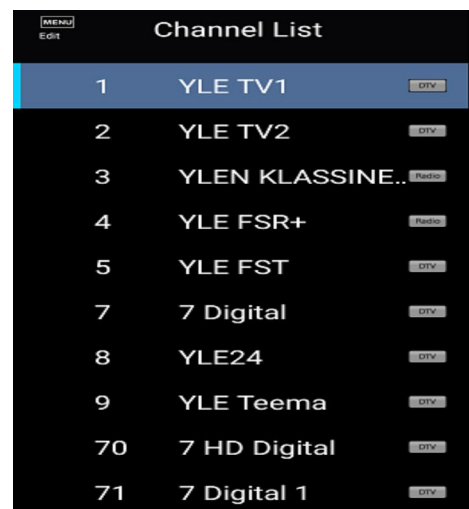 MENU
Edit
Channel List
1 YLE TV1 DTV
2 YLE TV2 DTV
3 YLEN KLASSINE.. Radio
4 YLE FSR+ Radio
5 YLE FST DTV
7 7 Digital DTV
8 YLE24 DTV
9 YLE Teema DTV
70 7 HD Digital DTV
71 7 Digital 1 DTV